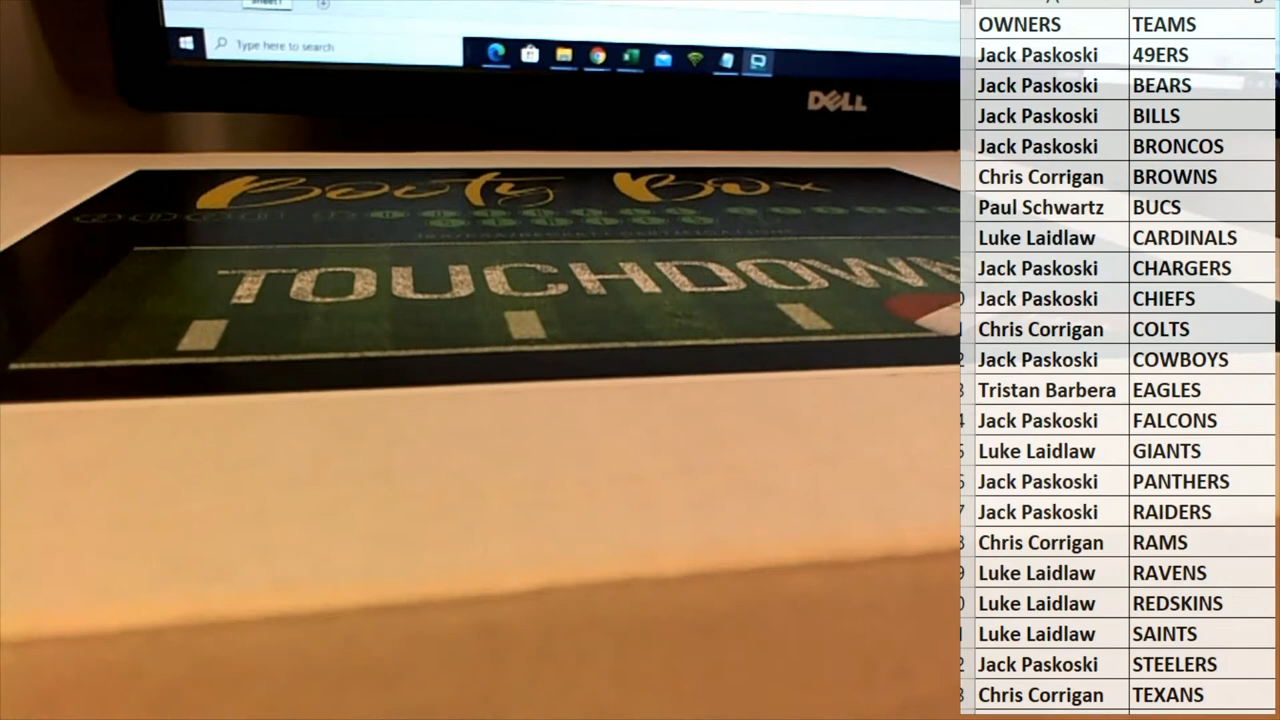 Sheet1
Type here to search
DELL
Booty Box
TOUCHDOWN
OWNERS TEAMS
Jack Paskoski 49ERS
Jack Paskoski BEARS
Jack Paskoski BILLS
Jack Paskoski BRONCOS
Chris Corrigan BROWNS
Paul Schwartz BUCS
Luke Laidlaw CARDINALS
Jack Paskoski CHARGERS
Jack Paskoski CHIEFS
Chris Corrigan COLTS
Jack Paskoski COWBOYS
Tristan Barbera EAGLES
Jack Paskoski FALCONS
Luke Laidlaw GIANTS
Jack Paskoski PANTHERS
Jack Paskoski RAIDERS
Chris Corrigan RAMS
Luke Laidlaw RAVENS
Luke Laidlaw REDSKINS
Luke Laidlaw SAINTS
Jack Paskoski STEELERS
Chris Corrigan TEXANS